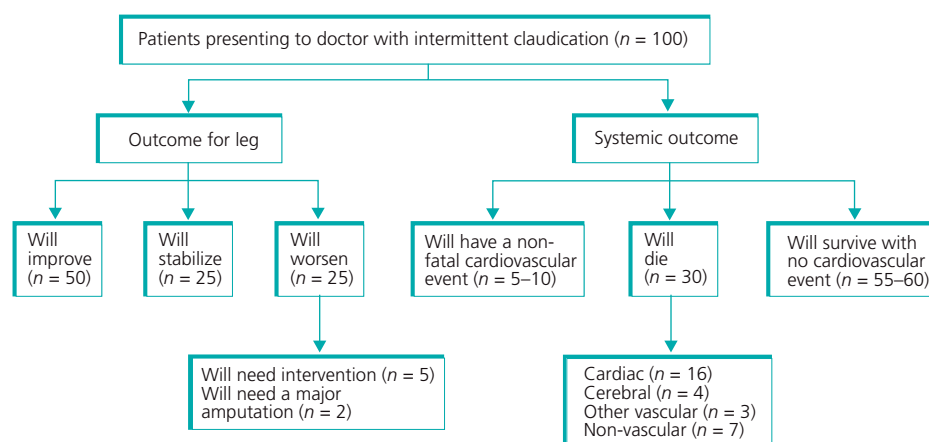 Patients presenting to doctor with intermittent claudication (n = 100)
Outcome for leg
Systemic outcome
Will
improve
(n = 50)
Will
stabilize
(n = 25)
Will
worsen
(n = 25)
Will have a non-
fatal cardiovascular
event (n = 5–10)
Will
die
(n = 30)
Will survive with
no cardiovascular
event (n = 55–60)
Will need intervention (n = 5)
Will need a major
amputation (n = 2)
Cardiac (n = 16)
Cerebral (n = 4)
Other vascular (n = 3)
Non-vascular (n = 7)